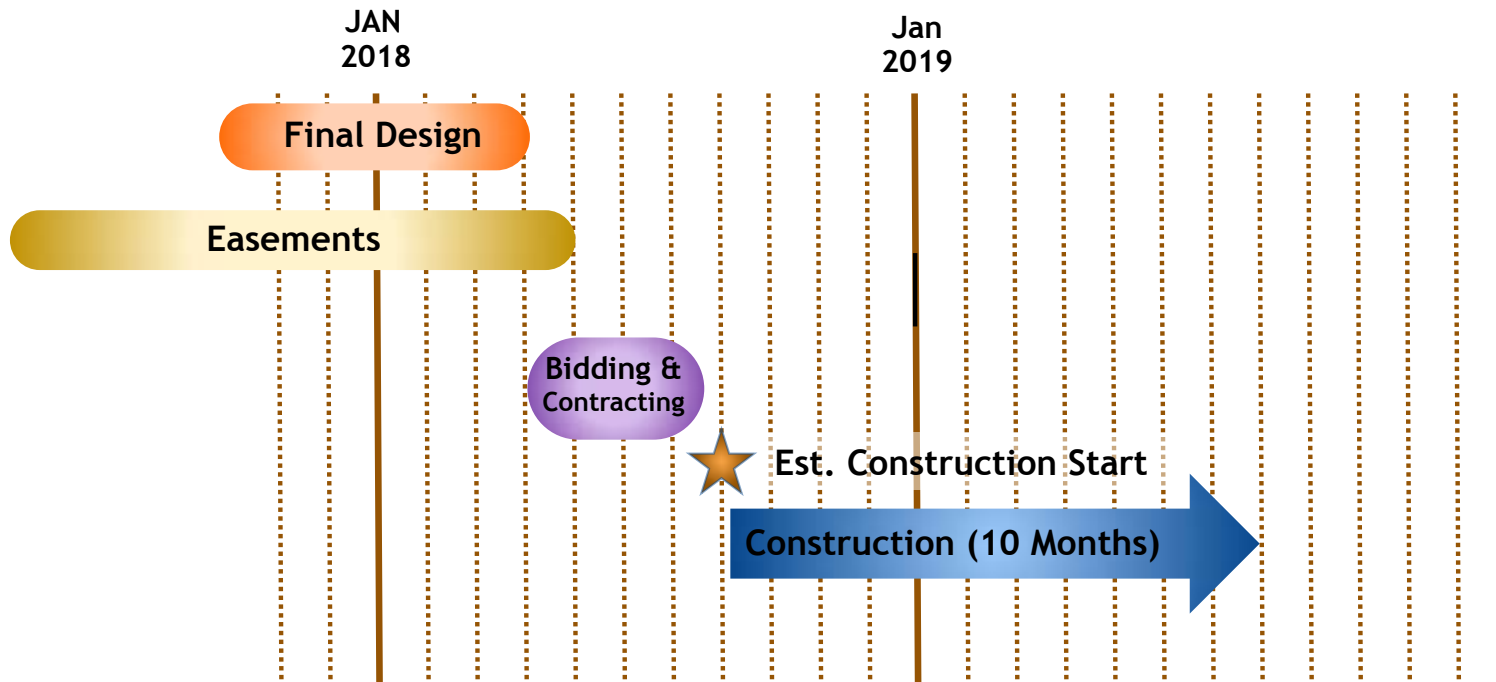 JAN
2018
Jan
2019
Final Design
Easements
Bidding &
Contracting
Est. Construction Start
Construction (10 Months)